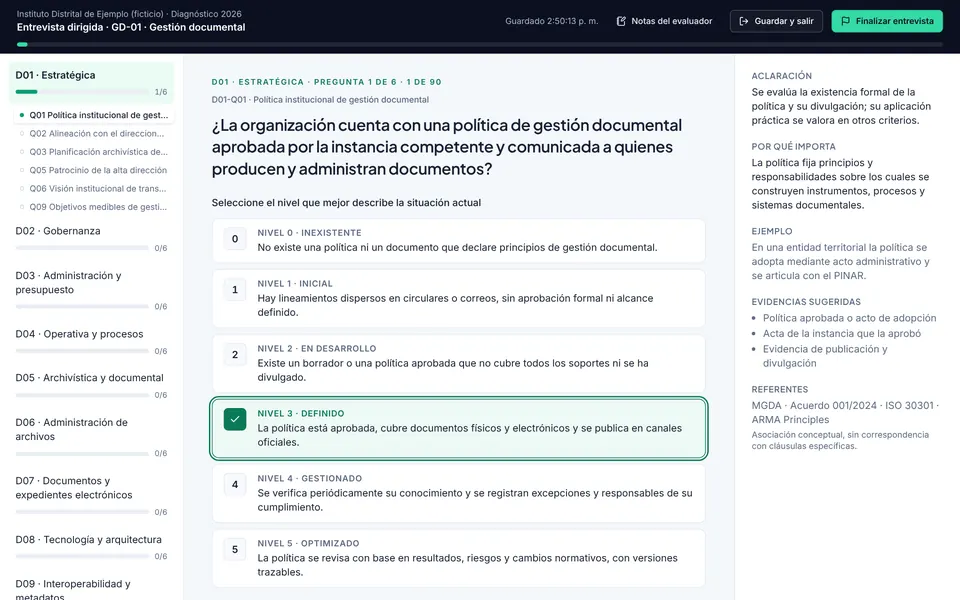 Instituto Distrital de Ejemplo (ficticio) · Diagnóstico 2026
Entrevista dirigida · GD-01 · Gestión documental
Guardado 2:50:13 p. m.
Notas del evaluador
Guardar y salir
Finalizar entrevista
D01 · Estratégica
1/6
Q01 Política institucional de gest...
Q02 Alineación con el direccion...
Q03 Planificación archivística de...
Q05 Patrocinio de la alta dirección
Q06 Visión institucional de trans...
Q09 Objetivos medibles de gesti...
D02 · Gobernanza
0/6
D03 · Administración y
presupuesto
0/6
D04 · Operativa y procesos
0/6
D05 · Archivística y documental
0/6
D06 · Administración de
archivos
0/6
D07 · Documentos y
expedientes electrónicos
0/6
D08 · Tecnología y arquitectura
0/6
D09 · Interoperabilidad y
metadatos
D01 · ESTRATÉGICA · PREGUNTA 1 DE 6 · 1 DE 90
D01-Q01 · Política institucional de gestión documental
¿La organización cuenta con una política de gestión documental
aprobada por la instancia competente y comunicada a quienes
producen y administran documentos?
Seleccione el nivel que mejor describe la situación actual
0
NIVEL 0 · INEXISTENTE
No existe una política ni un documento que declare principios de gestión documental.
1
NIVEL 1 · INICIAL
Hay lineamientos dispersos en circulares o correos, sin aprobación formal ni alcance
definido.
2
NIVEL 2 · EN DESARROLLO
Existe un borrador o una política aprobada que no cubre todos los soportes ni se ha
divulgado.
NIVEL 3 · DEFINIDO
La política está aprobada, cubre documentos físicos y electrónicos y se publica en canales
oficiales.
4
NIVEL 4 · GESTIONADO
Se verifica periódicamente su conocimiento y se registran excepciones y responsables de su
cumplimiento.
5
NIVEL 5 · OPTIMIZADO
La política se revisa con base en resultados, riesgos y cambios normativos, con versiones
trazables.
ACLARACIÓN
Se evalúa la existencia formal de la
política y su divulgación; su aplicación
práctica se valora en otros criterios.
POR QUÉ IMPORTA
La política fija principios y
responsabilidades sobre los cuales se
construyen instrumentos, procesos y
sistemas documentales.
EJEMPLO
En una entidad territorial la política se
adopta mediante acto administrativo y
se articula con el PINAR.
EVIDENCIAS SUGERIDAS
• Política aprobada o acto de adopción
• Acta de la instancia que la aprobó
• Evidencia de publicación y
divulgación
REFERENTES
MGDA · Acuerdo 001/2024 · ISO 30301 ·
ARMA Principles
Asociación conceptual, sin correspondencia
con cláusulas específicas.